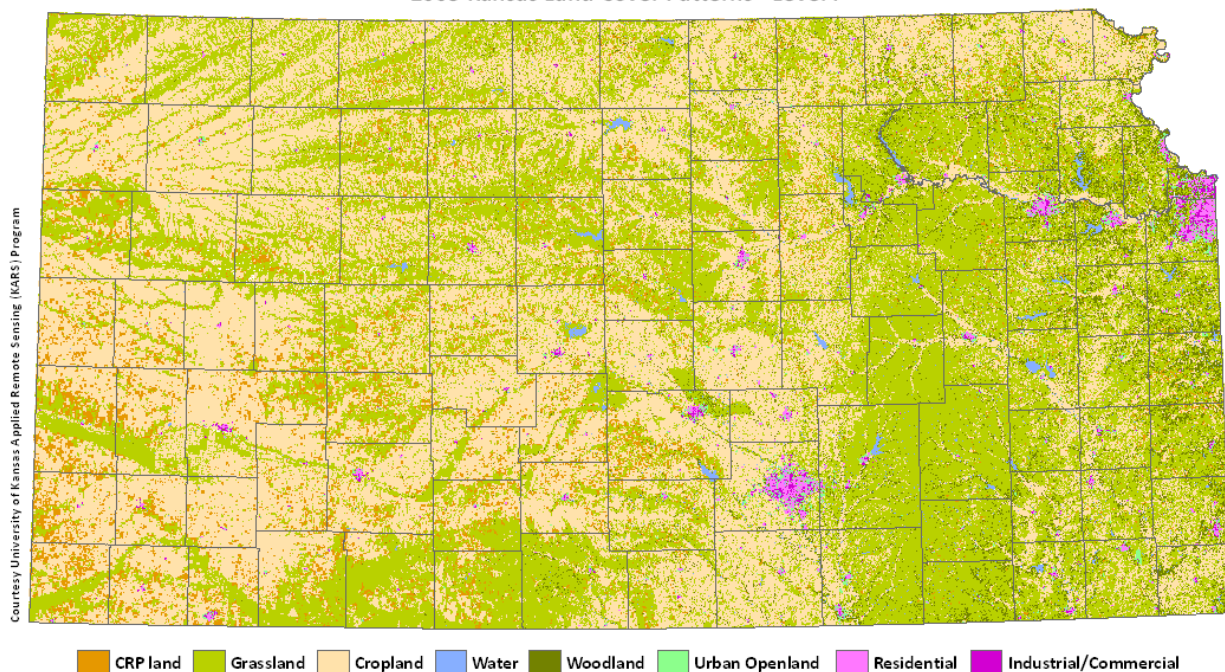 Courtesy University of Kansas Applied Remote Sensing (KARS) Program
CRP land Grassland Cropland Water Woodland Urban Openland Residential Industrial/Commercial